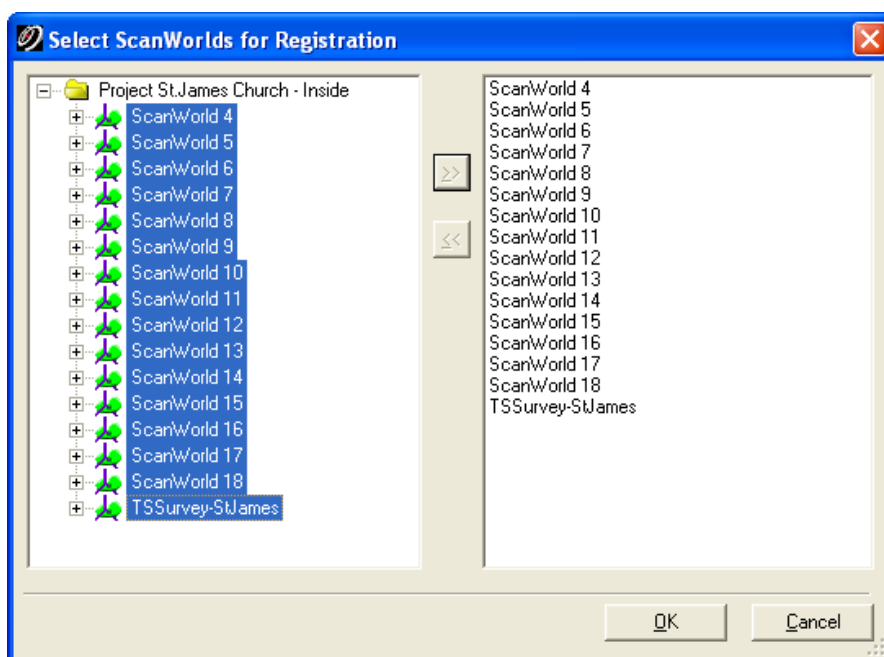 Select ScanWorlds for Registration
Project St.James Church - Inside
ScanWorld 4
ScanWorld 5
ScanWorld 6
ScanWorld 7
ScanWorld 8
ScanWorld 9
ScanWorld 10
ScanWorld 11
ScanWorld 12
ScanWorld 13
ScanWorld 14
ScanWorld 15
ScanWorld 16
ScanWorld 17
ScanWorld 18
TSSurvey-StJames
>>
<<
ScanWorld 4
ScanWorld 5
ScanWorld 6
ScanWorld 7
ScanWorld 8
ScanWorld 9
ScanWorld 10
ScanWorld 11
ScanWorld 12
ScanWorld 13
ScanWorld 14
ScanWorld 15
ScanWorld 16
ScanWorld 17
ScanWorld 18
TSSurvey-StJames
OK
Cancel